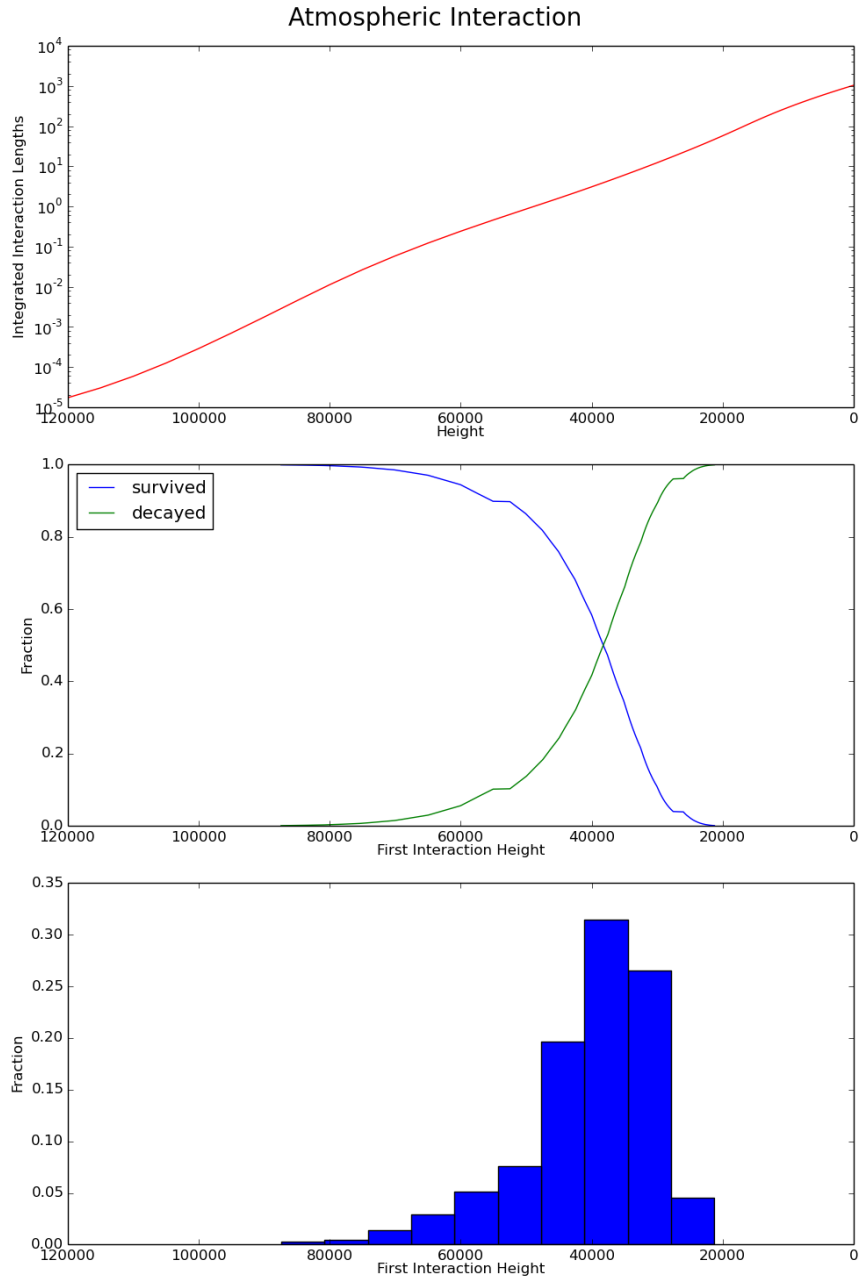 Atmospheric Interaction
10^4
10^3
10^2
10^1
10^0
10^-1
10^-2
10^-3
10^-4
10^-5
Integrated Interaction Lengths
120000 100000 80000 60000 40000 20000 0
Height
1.0
0.8
0.6
0.4
0.2
0.0
Fraction
survived
decayed
120000 100000 80000 60000 40000 20000 0
First Interaction Height
0.35
0.30
0.25
0.20
0.15
0.10
0.05
0.00
Fraction
120000 100000 80000 60000 40000 20000 0
First Interaction Height